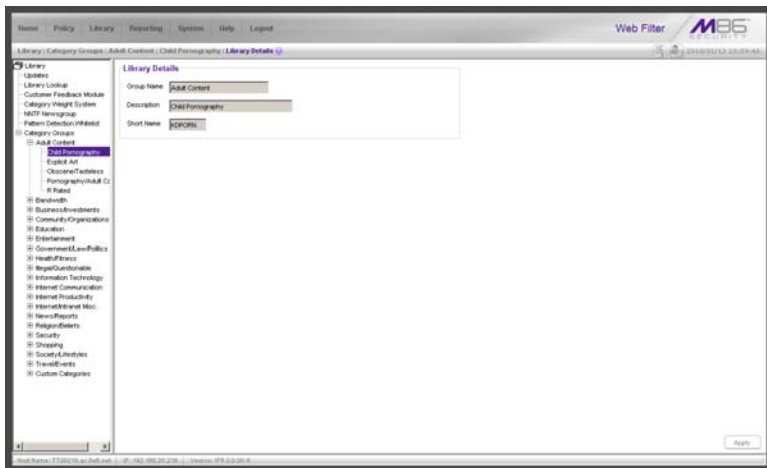 Home Policy Library Reporting System Help Logout
Web Filter
M86 SECURITY
Library : Category Groups : Adult Content : Child Pornography : Library Details
Library
Updates
Library Lookup
Customer Feedback Module
Category Weight System
NNTP Newsgroup
Pattern Detection Whitelist
Category Groups
Adult Content
Child Pornography
Explicit Art
Obscene/Tasteless
Pornography/Adult Co
R Rated
Bandwidth
Business/Investments
Community/Organizations
Education
Entertainment
Government/Law/Politics
Health/Fitness
Illegal/Questionable
Information Technology
Internet Communication
Internet Productivity
Internet/Intranet Misc.
News/Reports
Religion/Beliefs
Security
Shopping
Society/Lifestyles
Travel/Events
Custom Categories
Library Details
Group Name Adult Content
Description Child Pornography
Short Name KDPORN
Apply
Host Name: